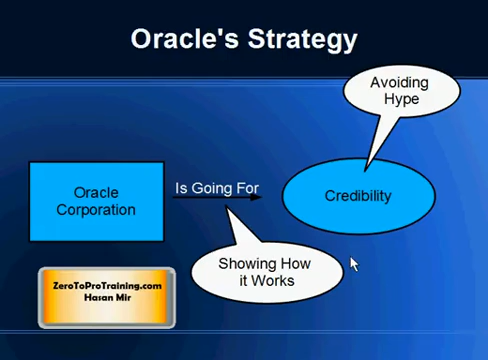 Oracle's Strategy
Avoiding
Hype
Oracle
Corporation
Is Going For
Credibility
Showing How
it Works
ZeroToProTraining.com
Hasan Mir